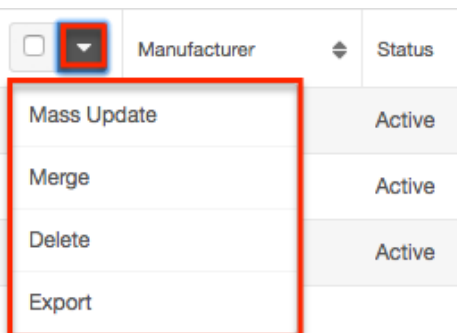 Manufacturer Status
Mass Update Active
Merge Active
Delete Active
Export